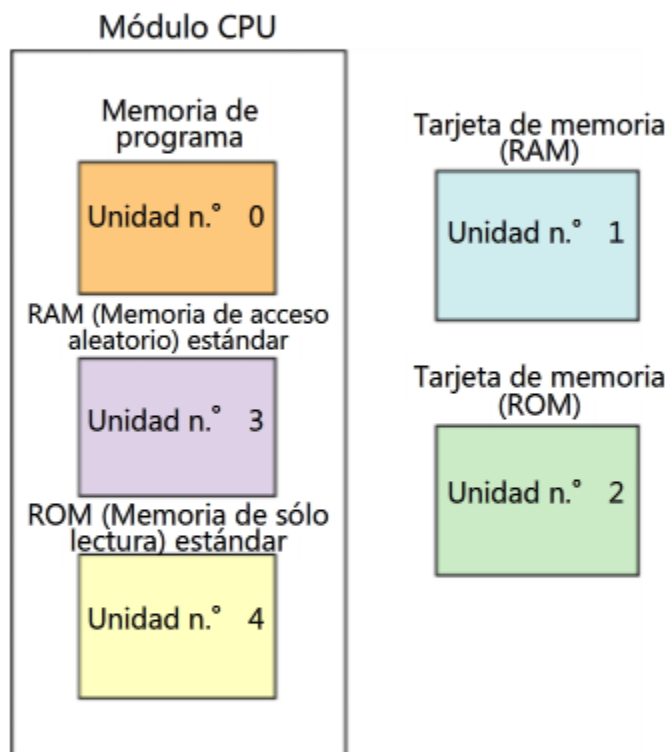 Módulo CPU
Memoria de
programa
Unidad n.° 0
RAM (Memoria de acceso
aleatorio) estándar
Unidad n.° 3
ROM (Memoria de sólo
lectura) estándar
Unidad n.° 4
Tarjeta de memoria
(RAM)
Unidad n.° 1
Tarjeta de memoria
(ROM)
Unidad n.° 2